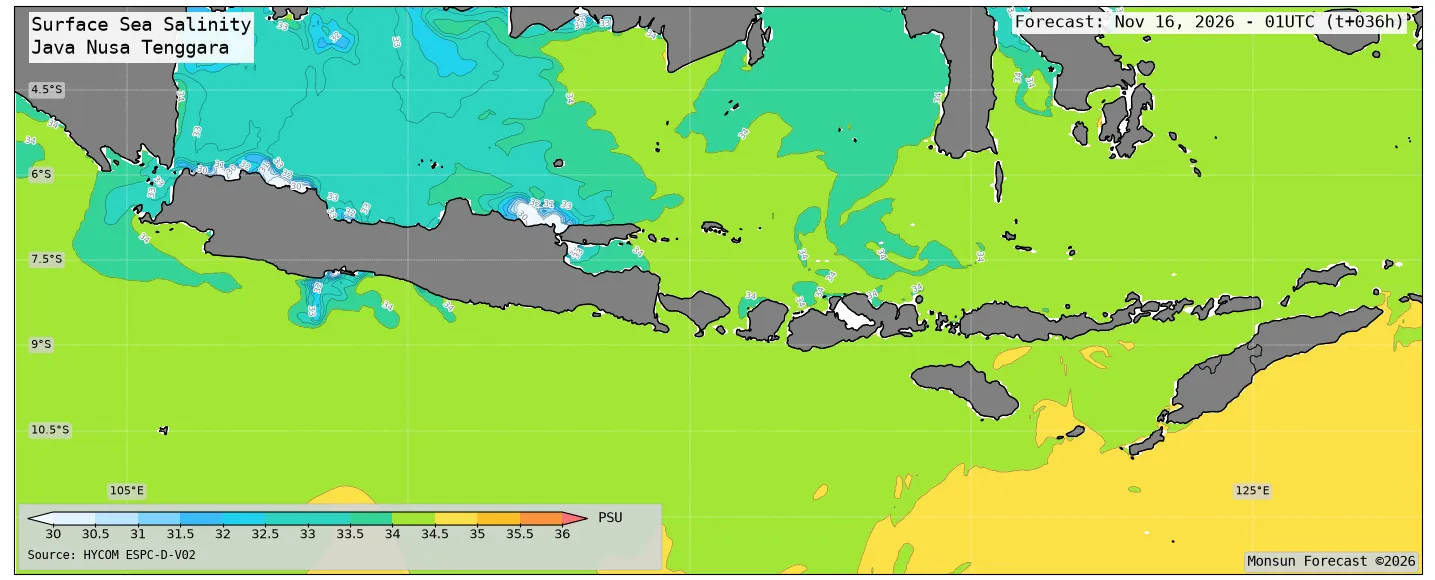 Surface Sea Salinity
Java Nusa Tenggara
Forecast: Nov 16, 2026 - 01UTC (t+036h)
4.5°S
6°S
7.5°S
9°S
10.5°S
105°E
125°E
30 30.5 31 31.5 32 32.5 33 33.5 34 34.5 35 35.5 36
PSU
Source: HYCOM ESPC-D-V02
Monsun Forecast ©2026